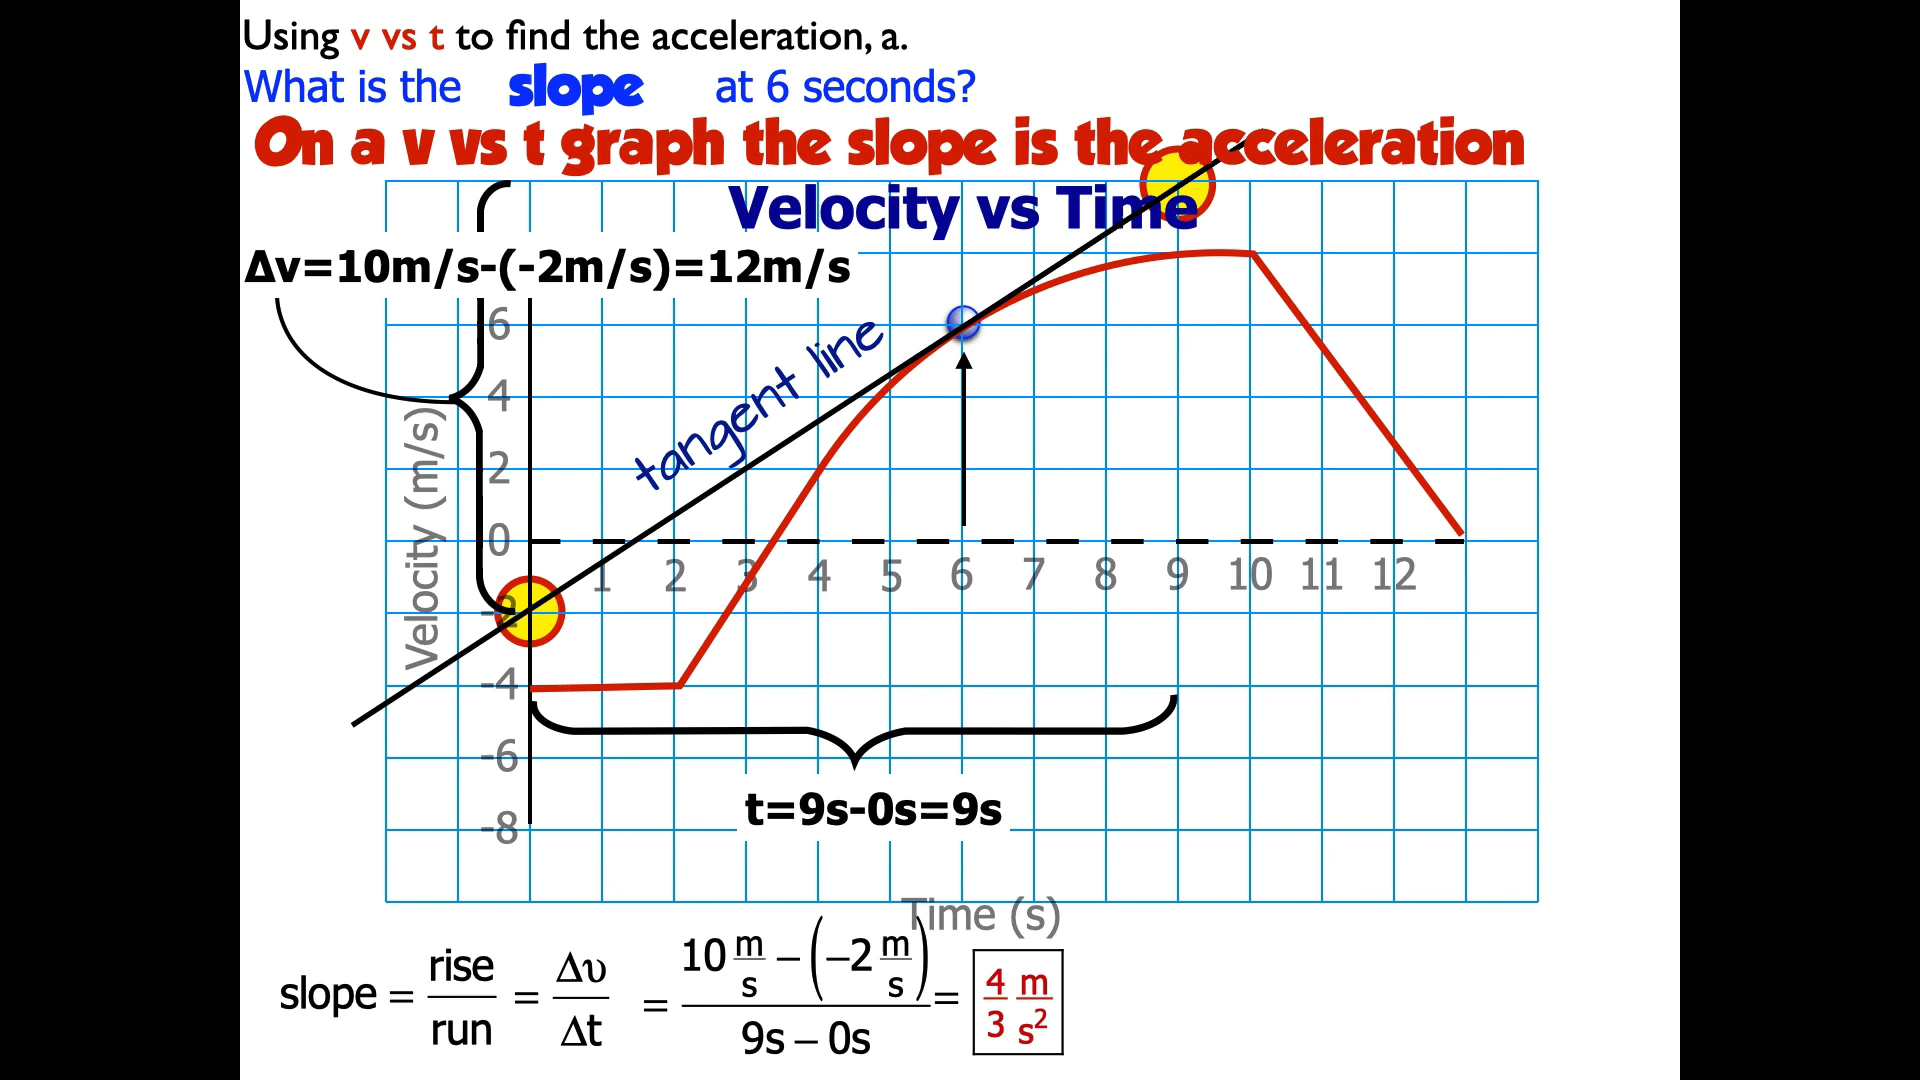 Using v vs t to find the acceleration, a.
What is the slope at 6 seconds?
On a v vs t graph the slope is the acceleration
Velocity vs Time
Δv=10m/s-(-2m/s)=12m/s
tangent line
Velocity (m/s)
6
4
2
0
-2
-4
-6
-8
1 2 3 4 5 6 7 8 9 10 11 12
t=9s-0s=9s
Time (s)
slope = rise/run = Δυ/Δt = (10 m/s – (–2 m/s))/(9s – 0s) = 4/3 m/s²